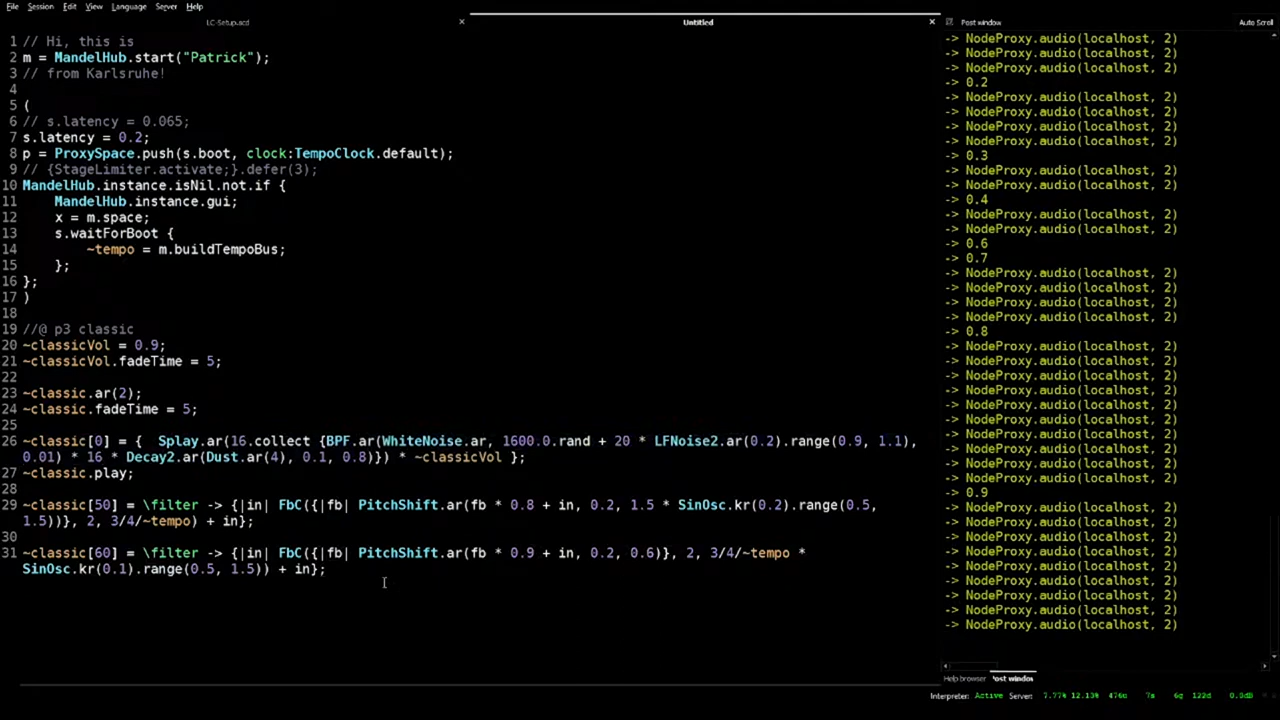 File Session Edit View Language Server Help
LC-Setup.scd
Untitled
Post window Auto Scroll
1 // Hi, this is
2 m = MandelHub.start("Patrick");
3 // from Karlsruhe!
4
5 (
6 // s.latency = 0.065;
7 s.latency = 0.2;
8 p = ProxySpace.push(s.boot, clock:TempoClock.default);
9 // {StageLimiter.activate;}.defer(3);
10 MandelHub.instance.isNil.not.if {
11 MandelHub.instance.gui;
12 x = m.space;
13 s.waitForBoot {
14 ~tempo = m.buildTempoBus;
15 };
16 };
17 )
18
19 //@ p3 classic
20 ~classicVol = 0.9;
21 ~classicVol.fadeTime = 5;
22
23 ~classic.ar(2);
24 ~classic.fadeTime = 5;
25
26 ~classic[0] = {  Splay.ar(16.collect {BPF.ar(WhiteNoise.ar, 1600.0.rand + 20 * LFNoise2.ar(0.2).range(0.9, 1.1),
0.01) * 16 * Decay2.ar(Dust.ar(4), 0.1, 0.8)}) * ~classicVol };
27 ~classic.play;
28
29 ~classic[50] = \filter -> {|in| FbC({|fb| PitchShift.ar(fb * 0.8 + in, 0.2, 1.5 * SinOsc.kr(0.2).range(0.5,
1.5))}, 2, 3/4/~tempo) + in};
30
31 ~classic[60] = \filter -> {|in| FbC({|fb| PitchShift.ar(fb * 0.9 + in, 0.2, 0.6)}, 2, 3/4/~tempo *
SinOsc.kr(0.1).range(0.5, 1.5)) + in};
-> NodeProxy.audio(localhost, 2)
-> NodeProxy.audio(localhost, 2)
-> NodeProxy.audio(localhost, 2)
-> 0.2
-> NodeProxy.audio(localhost, 2)
-> NodeProxy.audio(localhost, 2)
-> NodeProxy.audio(localhost, 2)
-> NodeProxy.audio(localhost, 2)
-> 0.3
-> NodeProxy.audio(localhost, 2)
-> NodeProxy.audio(localhost, 2)
-> 0.4
-> NodeProxy.audio(localhost, 2)
-> NodeProxy.audio(localhost, 2)
-> 0.6
-> 0.7
-> NodeProxy.audio(localhost, 2)
-> NodeProxy.audio(localhost, 2)
-> NodeProxy.audio(localhost, 2)
-> NodeProxy.audio(localhost, 2)
-> 0.8
-> NodeProxy.audio(localhost, 2)
-> NodeProxy.audio(localhost, 2)
-> NodeProxy.audio(localhost, 2)
-> NodeProxy.audio(localhost, 2)
-> NodeProxy.audio(localhost, 2)
-> NodeProxy.audio(localhost, 2)
-> NodeProxy.audio(localhost, 2)
-> NodeProxy.audio(localhost, 2)
-> NodeProxy.audio(localhost, 2)
-> NodeProxy.audio(localhost, 2)
-> 0.9
-> NodeProxy.audio(localhost, 2)
-> NodeProxy.audio(localhost, 2)
-> NodeProxy.audio(localhost, 2)
-> NodeProxy.audio(localhost, 2)
-> NodeProxy.audio(localhost, 2)
-> NodeProxy.audio(localhost, 2)
-> NodeProxy.audio(localhost, 2)
-> NodeProxy.audio(localhost, 2)
-> NodeProxy.audio(localhost, 2)
Help browser Post window
Interpreter: Active Server: 7.77% 12.13% 476u 7s 6g 122d 0.0dB